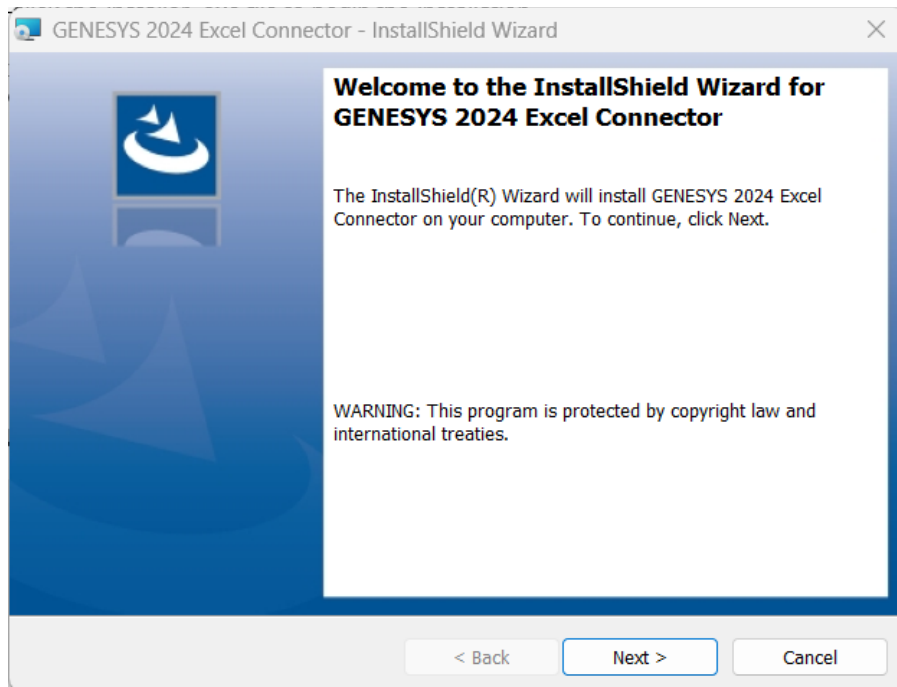 GENESYS 2024 Excel Connector - InstallShield Wizard
Welcome to the InstallShield Wizard for
GENESYS 2024 Excel Connector
The InstallShield(R) Wizard will install GENESYS 2024 Excel
Connector on your computer. To continue, click Next.
WARNING: This program is protected by copyright law and
international treaties.
< Back
Next >
Cancel